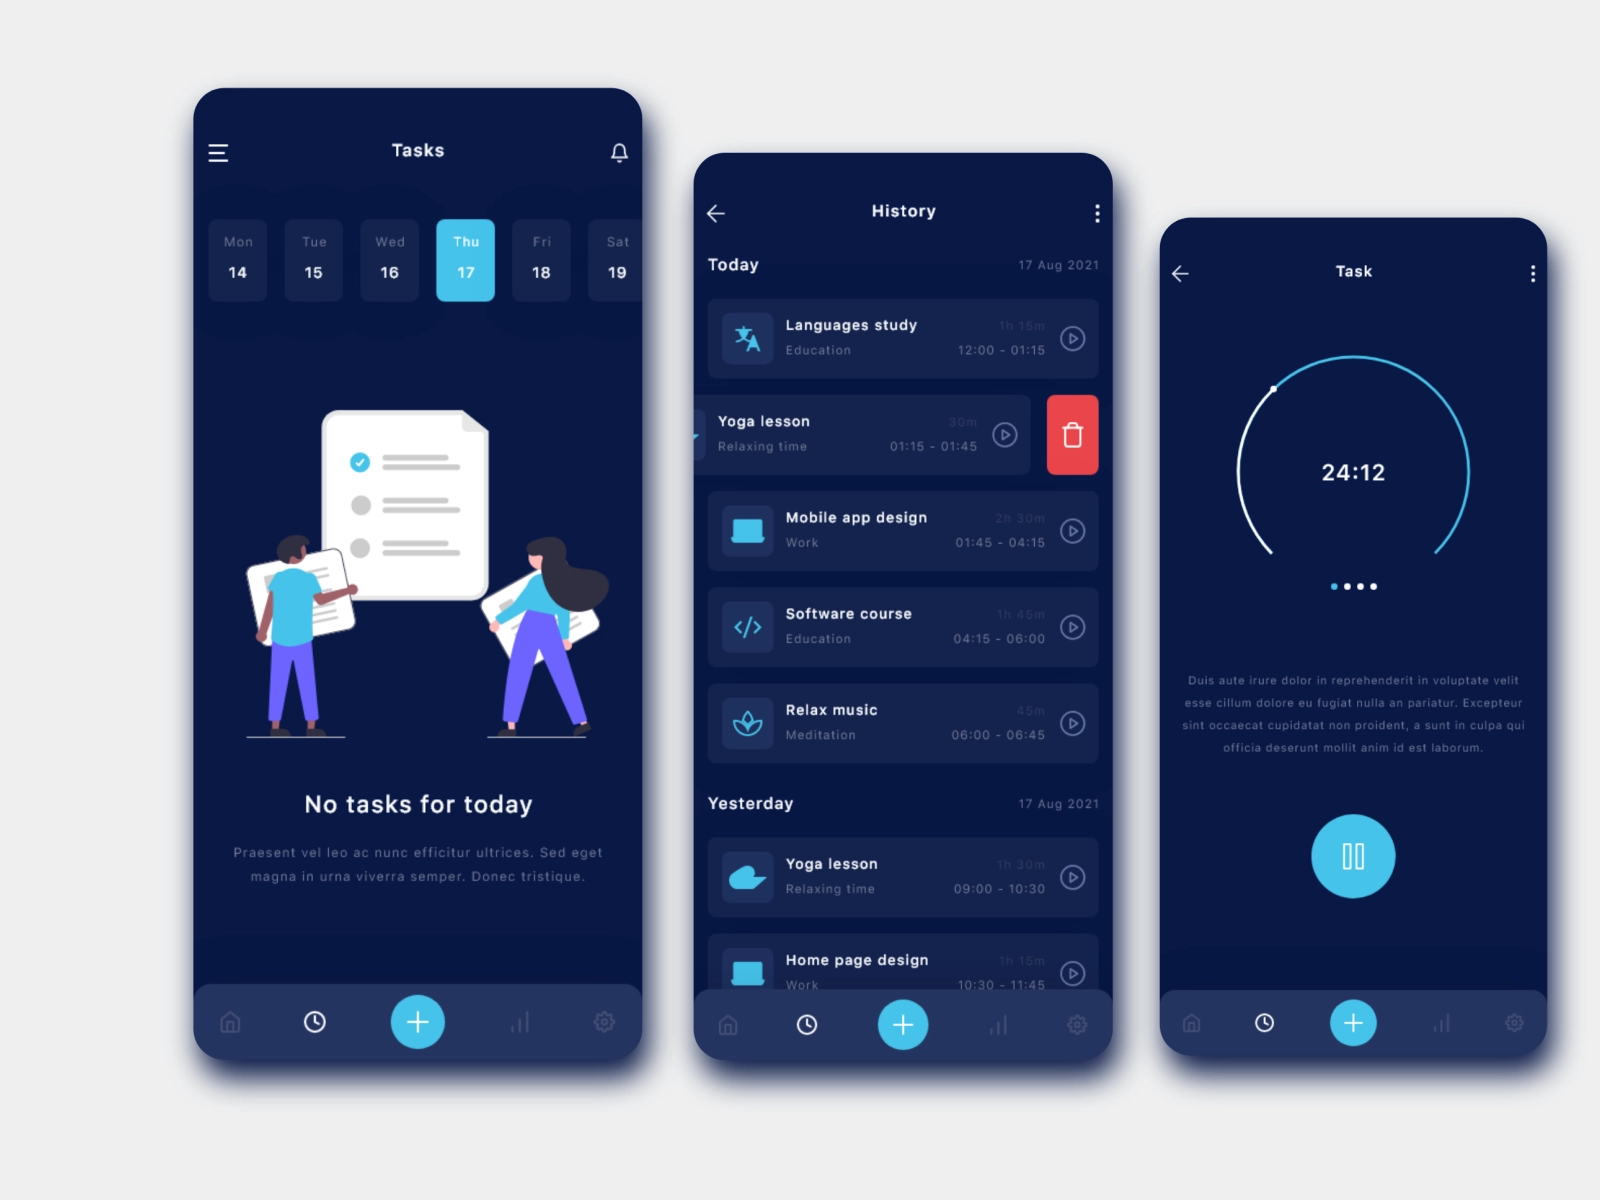 Tasks
Mon Tue Wed Thu Fri Sat
14 15 16 17 18 19
No tasks for today
Praesent vel leo ac nunc efficitur ultrices. Sed eget
magna in urna viverra semper. Donec tristique.
History
Today 17 Aug 2021
Languages study 1h 15m
Education 12:00 - 01:15
Yoga lesson 30m
Relaxing time 01:15 - 01:45
Mobile app design 2h 30m
Work 01:45 - 04:15
Software course 1h 45m
Education 04:15 - 06:00
Relax music 45m
Meditation 06:00 - 06:45
Yesterday 17 Aug 2021
Yoga lesson 1h 30m
Relaxing time 09:00 - 10:30
Home page design 1h 15m
Work 10:30 - 11:45
Task
24:12
Duis aute irure dolor in reprehenderit in voluptate velit
esse cillum dolore eu fugiat nulla an pariatur. Excepteur
sint occaecat cupidatat non proident, a sunt in culpa qui
officia deserunt mollit anim id est laborum.